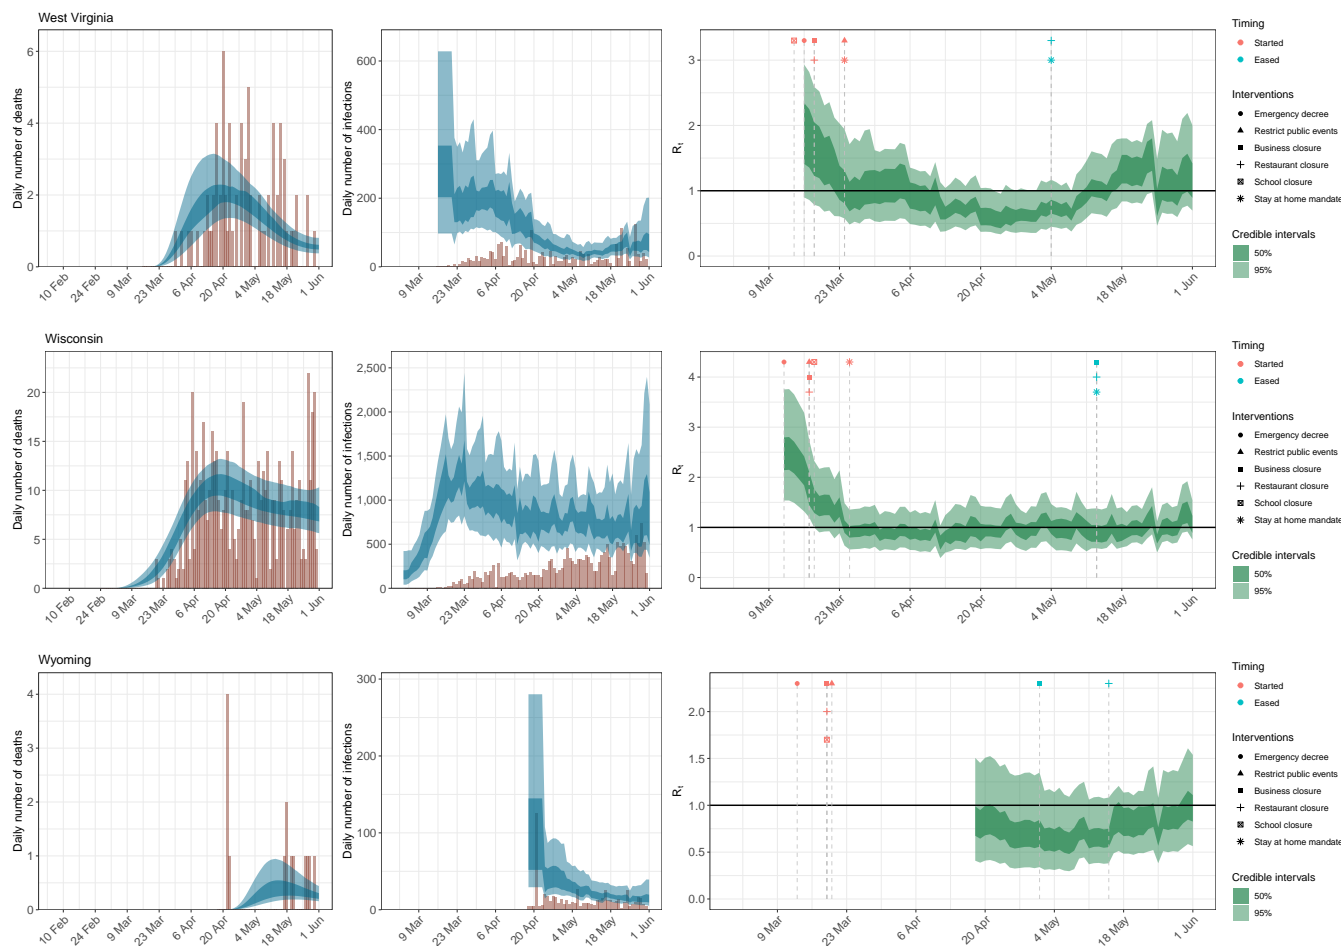 West Virginia
Daily number of deaths
6
4
2
0
10 Feb
24 Feb
9 Mar
23 Mar
6 Apr
20 Apr
4 May
18 May
1 Jun
Daily number of infections
600
400
200
0
9 Mar
23 Mar
6 Apr
20 Apr
4 May
18 May
1 Jun
Rt
3
2
1
0
9 Mar
23 Mar
6 Apr
20 Apr
4 May
18 May
1 Jun
Timing
Started
Eased
Interventions
Emergency decree
Restrict public events
Business closure
Restaurant closure
School closure
Stay at home mandate
Credible intervals
50%
95%
Wisconsin
Daily number of deaths
20
15
10
5
0
10 Feb
24 Feb
9 Mar
23 Mar
6 Apr
20 Apr
4 May
18 May
1 Jun
Daily number of infections
2,500
2,000
1,500
1,000
500
0
9 Mar
23 Mar
6 Apr
20 Apr
4 May
18 May
1 Jun
Rt
4
3
2
1
0
9 Mar
23 Mar
6 Apr
20 Apr
4 May
18 May
1 Jun
Timing
Started
Eased
Interventions
Emergency decree
Restrict public events
Business closure
Restaurant closure
School closure
Stay at home mandate
Credible intervals
50%
95%
Wyoming
Daily number of deaths
4
3
2
1
0
10 Feb
24 Feb
9 Mar
23 Mar
6 Apr
20 Apr
4 May
18 May
1 Jun
Daily number of infections
300
200
100
0
9 Mar
23 Mar
6 Apr
20 Apr
4 May
18 May
1 Jun
Rt
2.0
1.5
1.0
0.5
0.0
9 Mar
23 Mar
6 Apr
20 Apr
4 May
18 May
1 Jun
Timing
Started
Eased
Interventions
Emergency decree
Restrict public events
Business closure
Restaurant closure
School closure
Stay at home mandate
Credible intervals
50%
95%